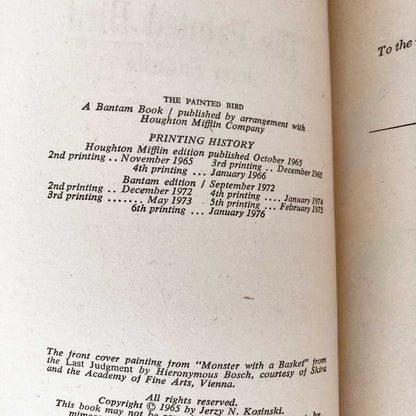 THE PAINTED BIRD
A Bantam Book / published by arrangement with
Houghton Mifflin Company
PRINTING HISTORY
Houghton Mifflin edition published October 1965
2nd printing .. November 1965 3rd printing .. December 1965
4th printing ... January 1966
Bantam edition / September 1972
2nd printing .. December 1972 4th printing .... January 1974
3rd printing ....... May 1973 5th printing ... February 1975
6th printing ... January 1976
The front cover painting from "Monster with a Basket" from
the Last Judgment by Hieronymous Bosch, courtesy of Skira
and the Academy of Fine Arts, Vienna.
All rights reserved.
Copyright © 1965 by Jerzy N. Kosinski.
This book may not be
To the